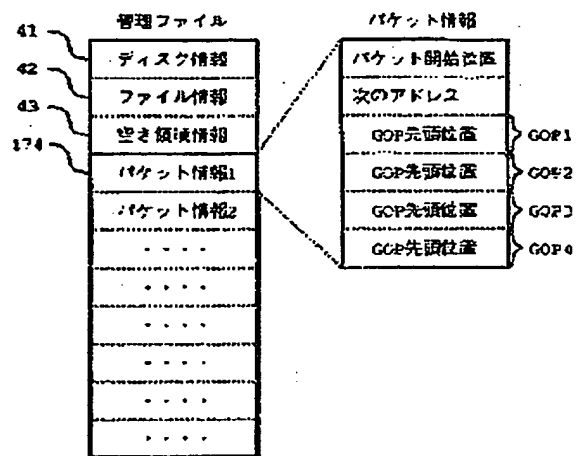 管理ファイル
41
ディスク情報
42
ファイル情報
43
空き領域情報
174
パケット情報1
パケット情報2
・・・・
・・・・
・・・・
・・・・
・・・・
・・・・
パケット情報
パケット開始位置
次のアドレス
GOP先頭位置
GOP1
GOP先頭位置
GOP2
GOP先頭位置
GOP3
GOP先頭位置
GOP4